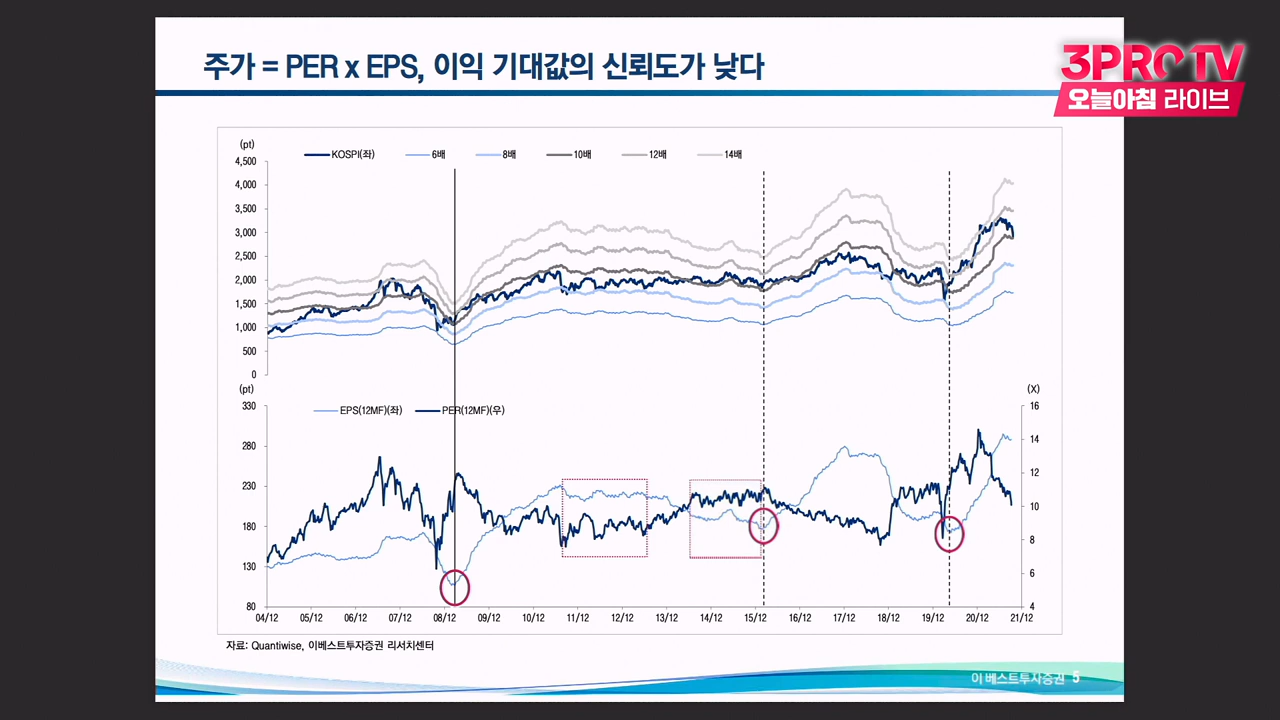 주가 = PER x EPS, 이익 기대값의 신뢰도가 낮다
3PROTV
오늘아침 라이브
(pt)
KOSPI(좌) 6배 8배 10배 12배 14배
4,500
4,000
3,500
3,000
2,500
2,000
1,500
1,000
500
0
(pt) (X)
EPS(12MF)(좌) PER(12MF)(우)
330
280
230
180
130
80
16
14
12
10
8
6
4
04/12 05/12 06/12 07/12 08/12 09/12 10/12 11/12 12/12 13/12 14/12 15/12 16/12 17/12 18/12 19/12 20/12 21/12
자료: Quantiwise, 이베스트투자증권 리서치센터
이베스트투자증권 5